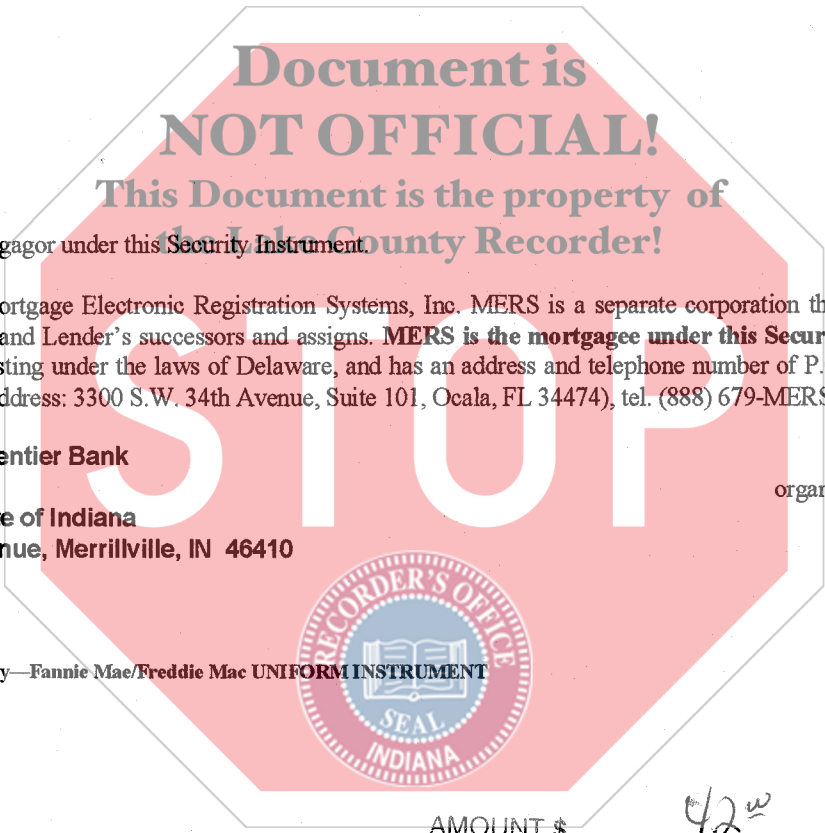 Document is
NOT OFFICIAL!
This Document is the property of
the Lake County Recorder!
gagor under this Security Instrument.
ortgage Electronic Registration Systems, Inc. MERS is a separate corporation th
and Lender's successors and assigns. MERS is the mortgagee under this Secur
sting under the laws of Delaware, and has an address and telephone number of P.
ddress: 3300 S.W. 34th Avenue, Suite 101, Ocala, FL 34474), tel. (888) 679-MERS
STOP
entier Bank
organ
e of Indiana
nue, Merrillville, IN 46410
RECORDER'S OFFICE
SEAL
INDIANA
y—Fannie Mae/Freddie Mac UNIFORM INSTRUMENT
AMOUNT $ 42